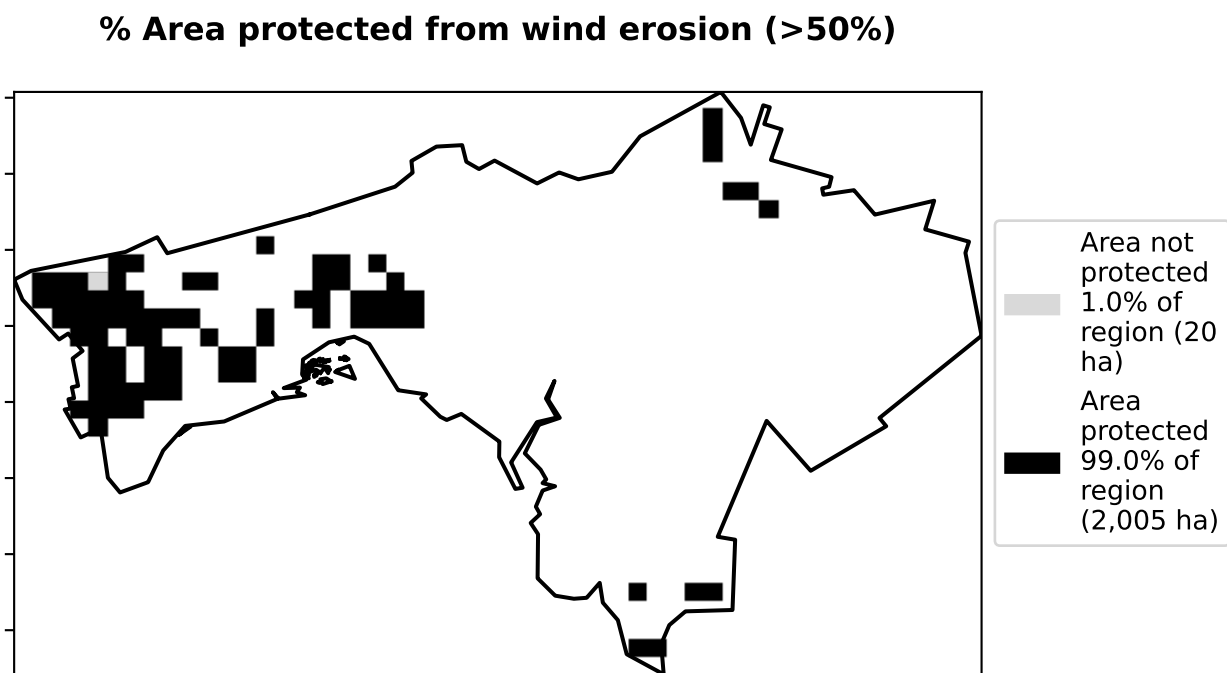 % Area protected from wind erosion (>50%)
Area not
protected
1.0% of
region (20
ha)
Area
protected
99.0% of
region
(2,005 ha)